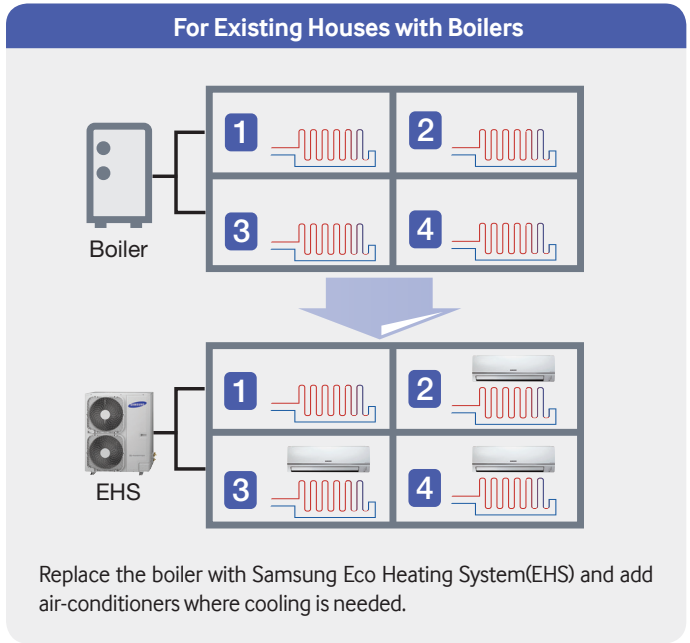 For Existing Houses with Boilers
1
2
3
4
Boiler
1
2
3
4
SAMSUNG
EHS
Replace the boiler with Samsung Eco Heating System(EHS) and add
air-conditioners where cooling is needed.